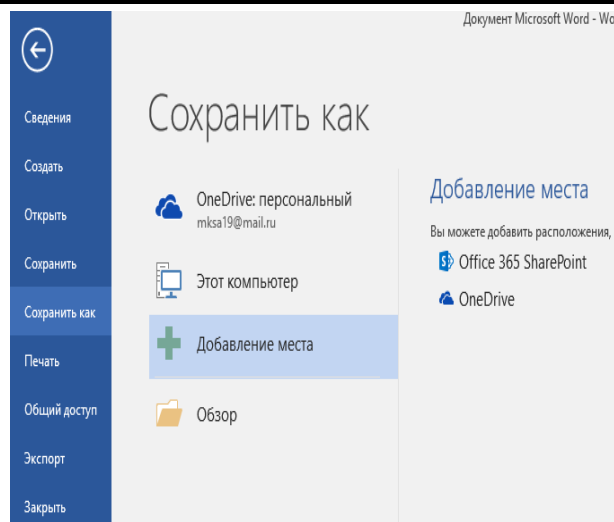 Документ Microsoft Word - Wo
Сведения
Создать
Открыть
Сохранить
Сохранить как
Печать
Общий доступ
Экспорт
Закрыть
Сохранить как
OneDrive: персональный
mksa19@mail.ru
Этот компьютер
Добавление места
Обзор
Добавление места
Вы можете добавить расположения,
Office 365 SharePoint
OneDrive